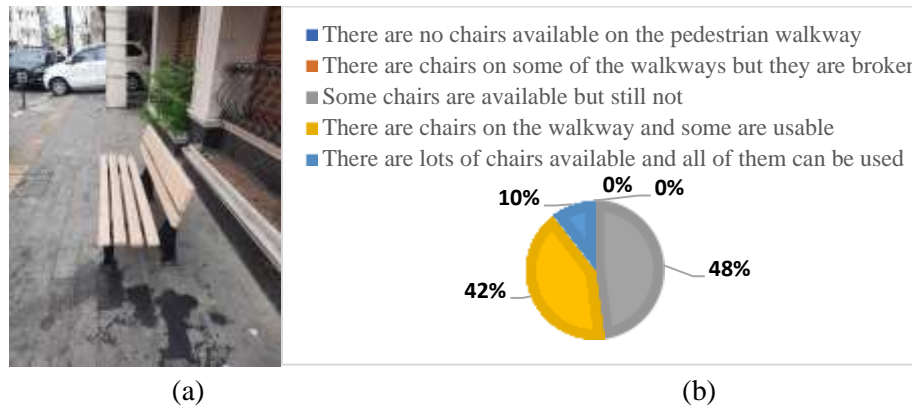 There are no chairs available on the pedestrian walkway
There are chairs on some of the walkways but they are broken
Some chairs are available but still not
There are chairs on the walkway and some are usable
There are lots of chairs available and all of them can be used
0% 0%
10%
48%
42%
(a) (b)